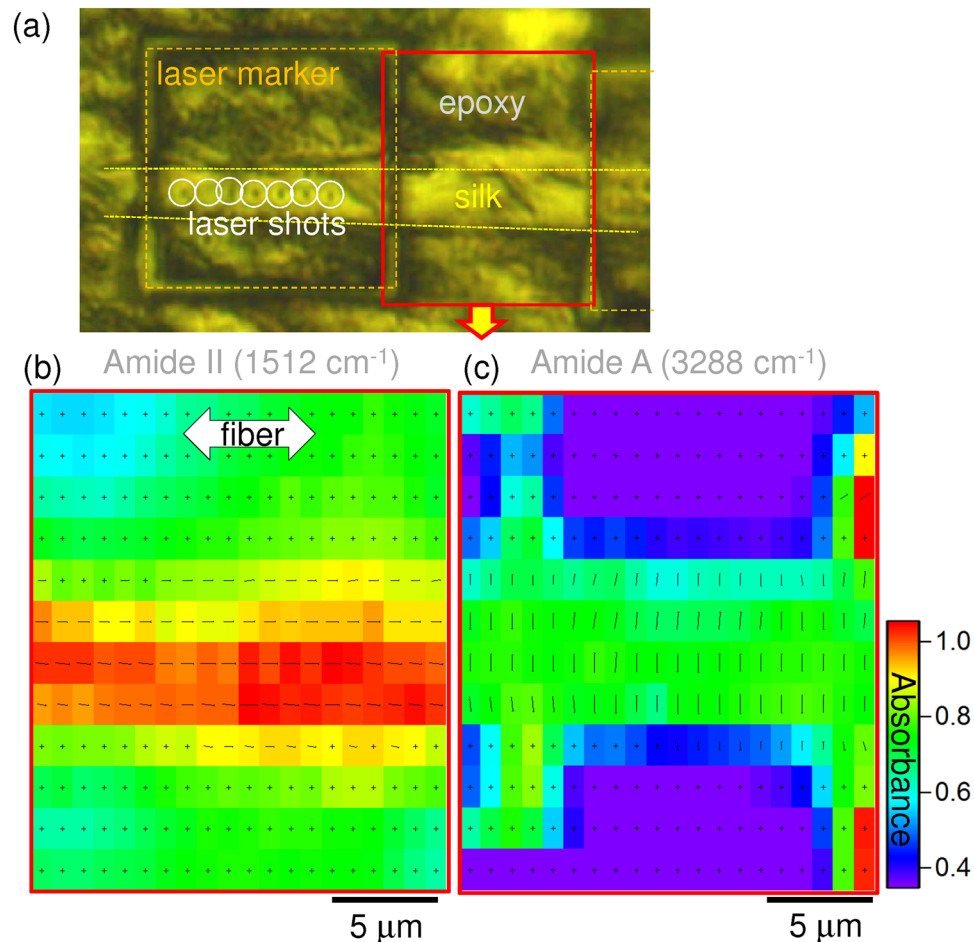 (a)
laser marker
epoxy
silk
laser shots
(b)
Amide II (1512 cm⁻¹)
(c)
Amide A (3288 cm⁻¹)
fiber
1.0
0.8
0.6
0.4
Absorbance
5 μm
5 μm